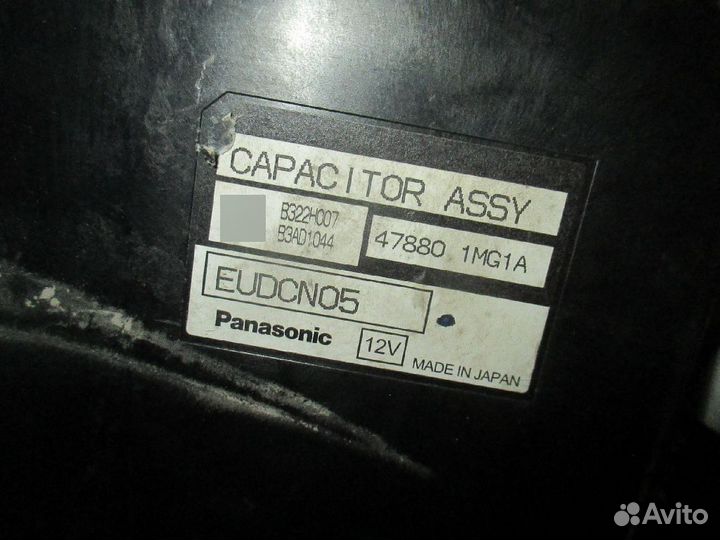 CAPACITOR ASSY
B322H007
B3AD1044
47880 1MG1A
EUDCN05
Panasonic
12V
MADE IN JAPAN
Avito